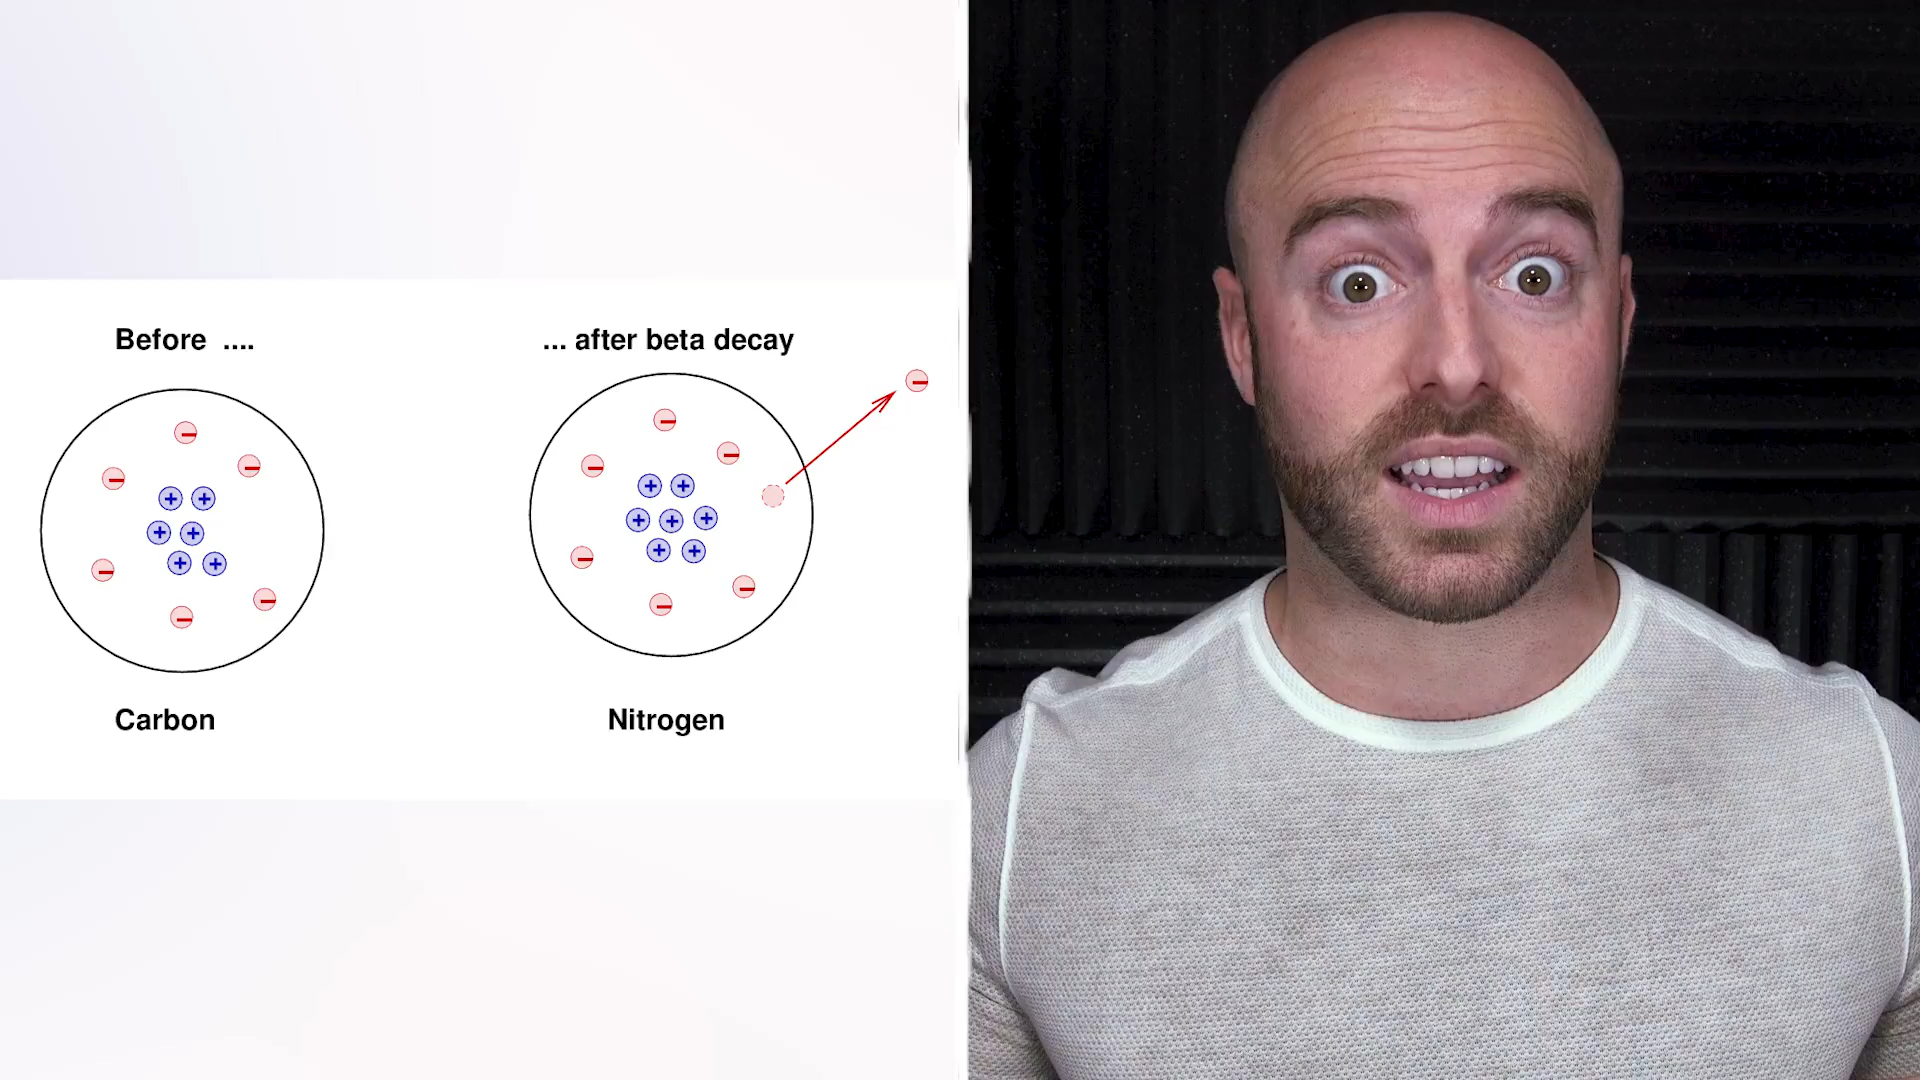 Before ....
... after beta decay
Carbon
Nitrogen